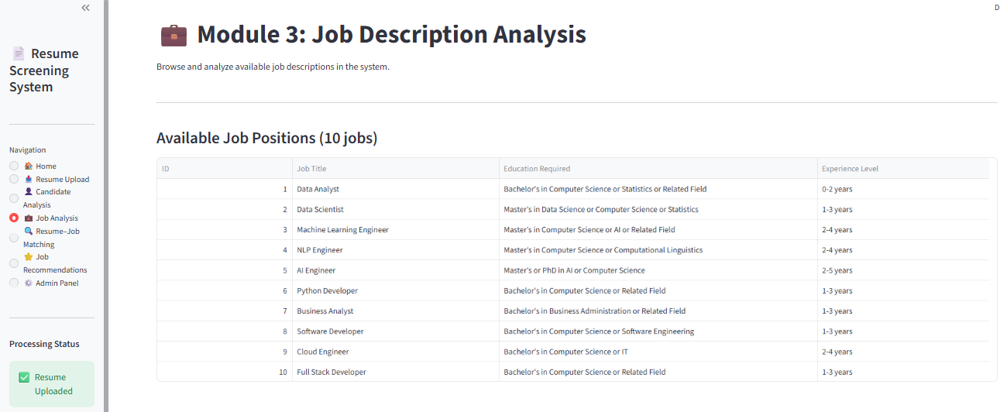 Resume
Screening
System
Navigation
Home
Resume Upload
Candidate
Analysis
Job Analysis
Resume–Job
Matching
Job
Recommendations
Admin Panel
Processing Status
Resume
Uploaded
D
Module 3: Job Description Analysis
Browse and analyze available job descriptions in the system.
Available Job Positions (10 jobs)
ID Job Title Education Required Experience Level
1 Data Analyst Bachelor's in Computer Science or Statistics or Related Field 0-2 years
2 Data Scientist Master's in Data Science or Computer Science or Statistics 1-3 years
3 Machine Learning Engineer Master's in Computer Science or AI or Related Field 2-4 years
4 NLP Engineer Master's in Computer Science or Computational Linguistics 2-4 years
5 AI Engineer Master's or PhD in AI or Computer Science 2-5 years
6 Python Developer Bachelor's in Computer Science or Related Field 1-3 years
7 Business Analyst Bachelor's in Business Administration or Related Field 1-3 years
8 Software Developer Bachelor's in Computer Science or Software Engineering 1-3 years
9 Cloud Engineer Bachelor's in Computer Science or IT 2-4 years
10 Full Stack Developer Bachelor's in Computer Science or Related Field 1-3 years